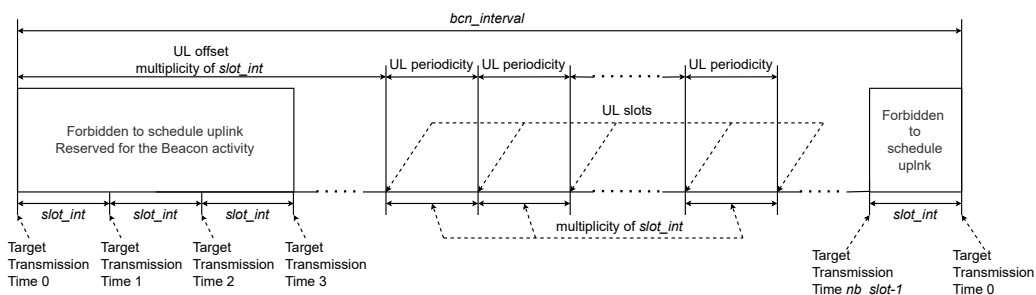 bcn_interval
UL offset
multiplicity of slot_int
UL periodicity
UL periodicity
UL periodicity
Forbidden to schedule uplink
Reserved for the Beacon activity
UL slots
Forbidden
to
schedule
uplnk
slot_int
slot_int
slot_int
multiplicity of slot_int
slot_int
Target
Transmission
Time 0
Target
Transmission
Time 1
Target
Transmission
Time 2
Target
Transmission
Time 3
Target
Transmission
Time nb_slot-1
Target
Transmission
Time 0